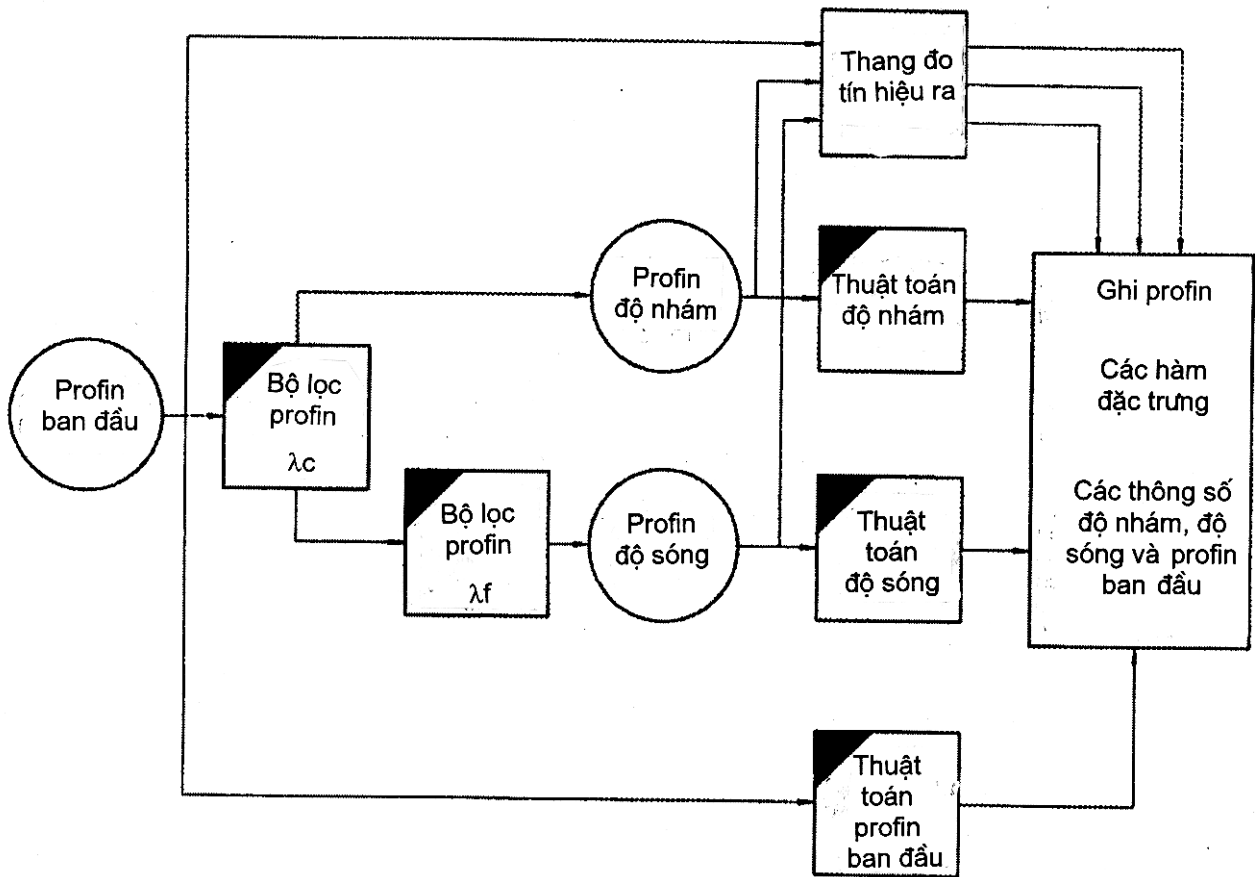 Thang đo
tín hiệu ra
Profin
độ nhám
Thuật toán
độ nhám
Ghi profin
Các hàm
đặc trưng
Các thông số
độ nhám, độ
sóng và profin
ban đầu
Profin
ban đầu
Bộ lọc
profin
λc
Bộ lọc
profin
λf
Profin
độ sóng
Thuật
toán
độ sóng
Thuật
toán
profin
ban đầu